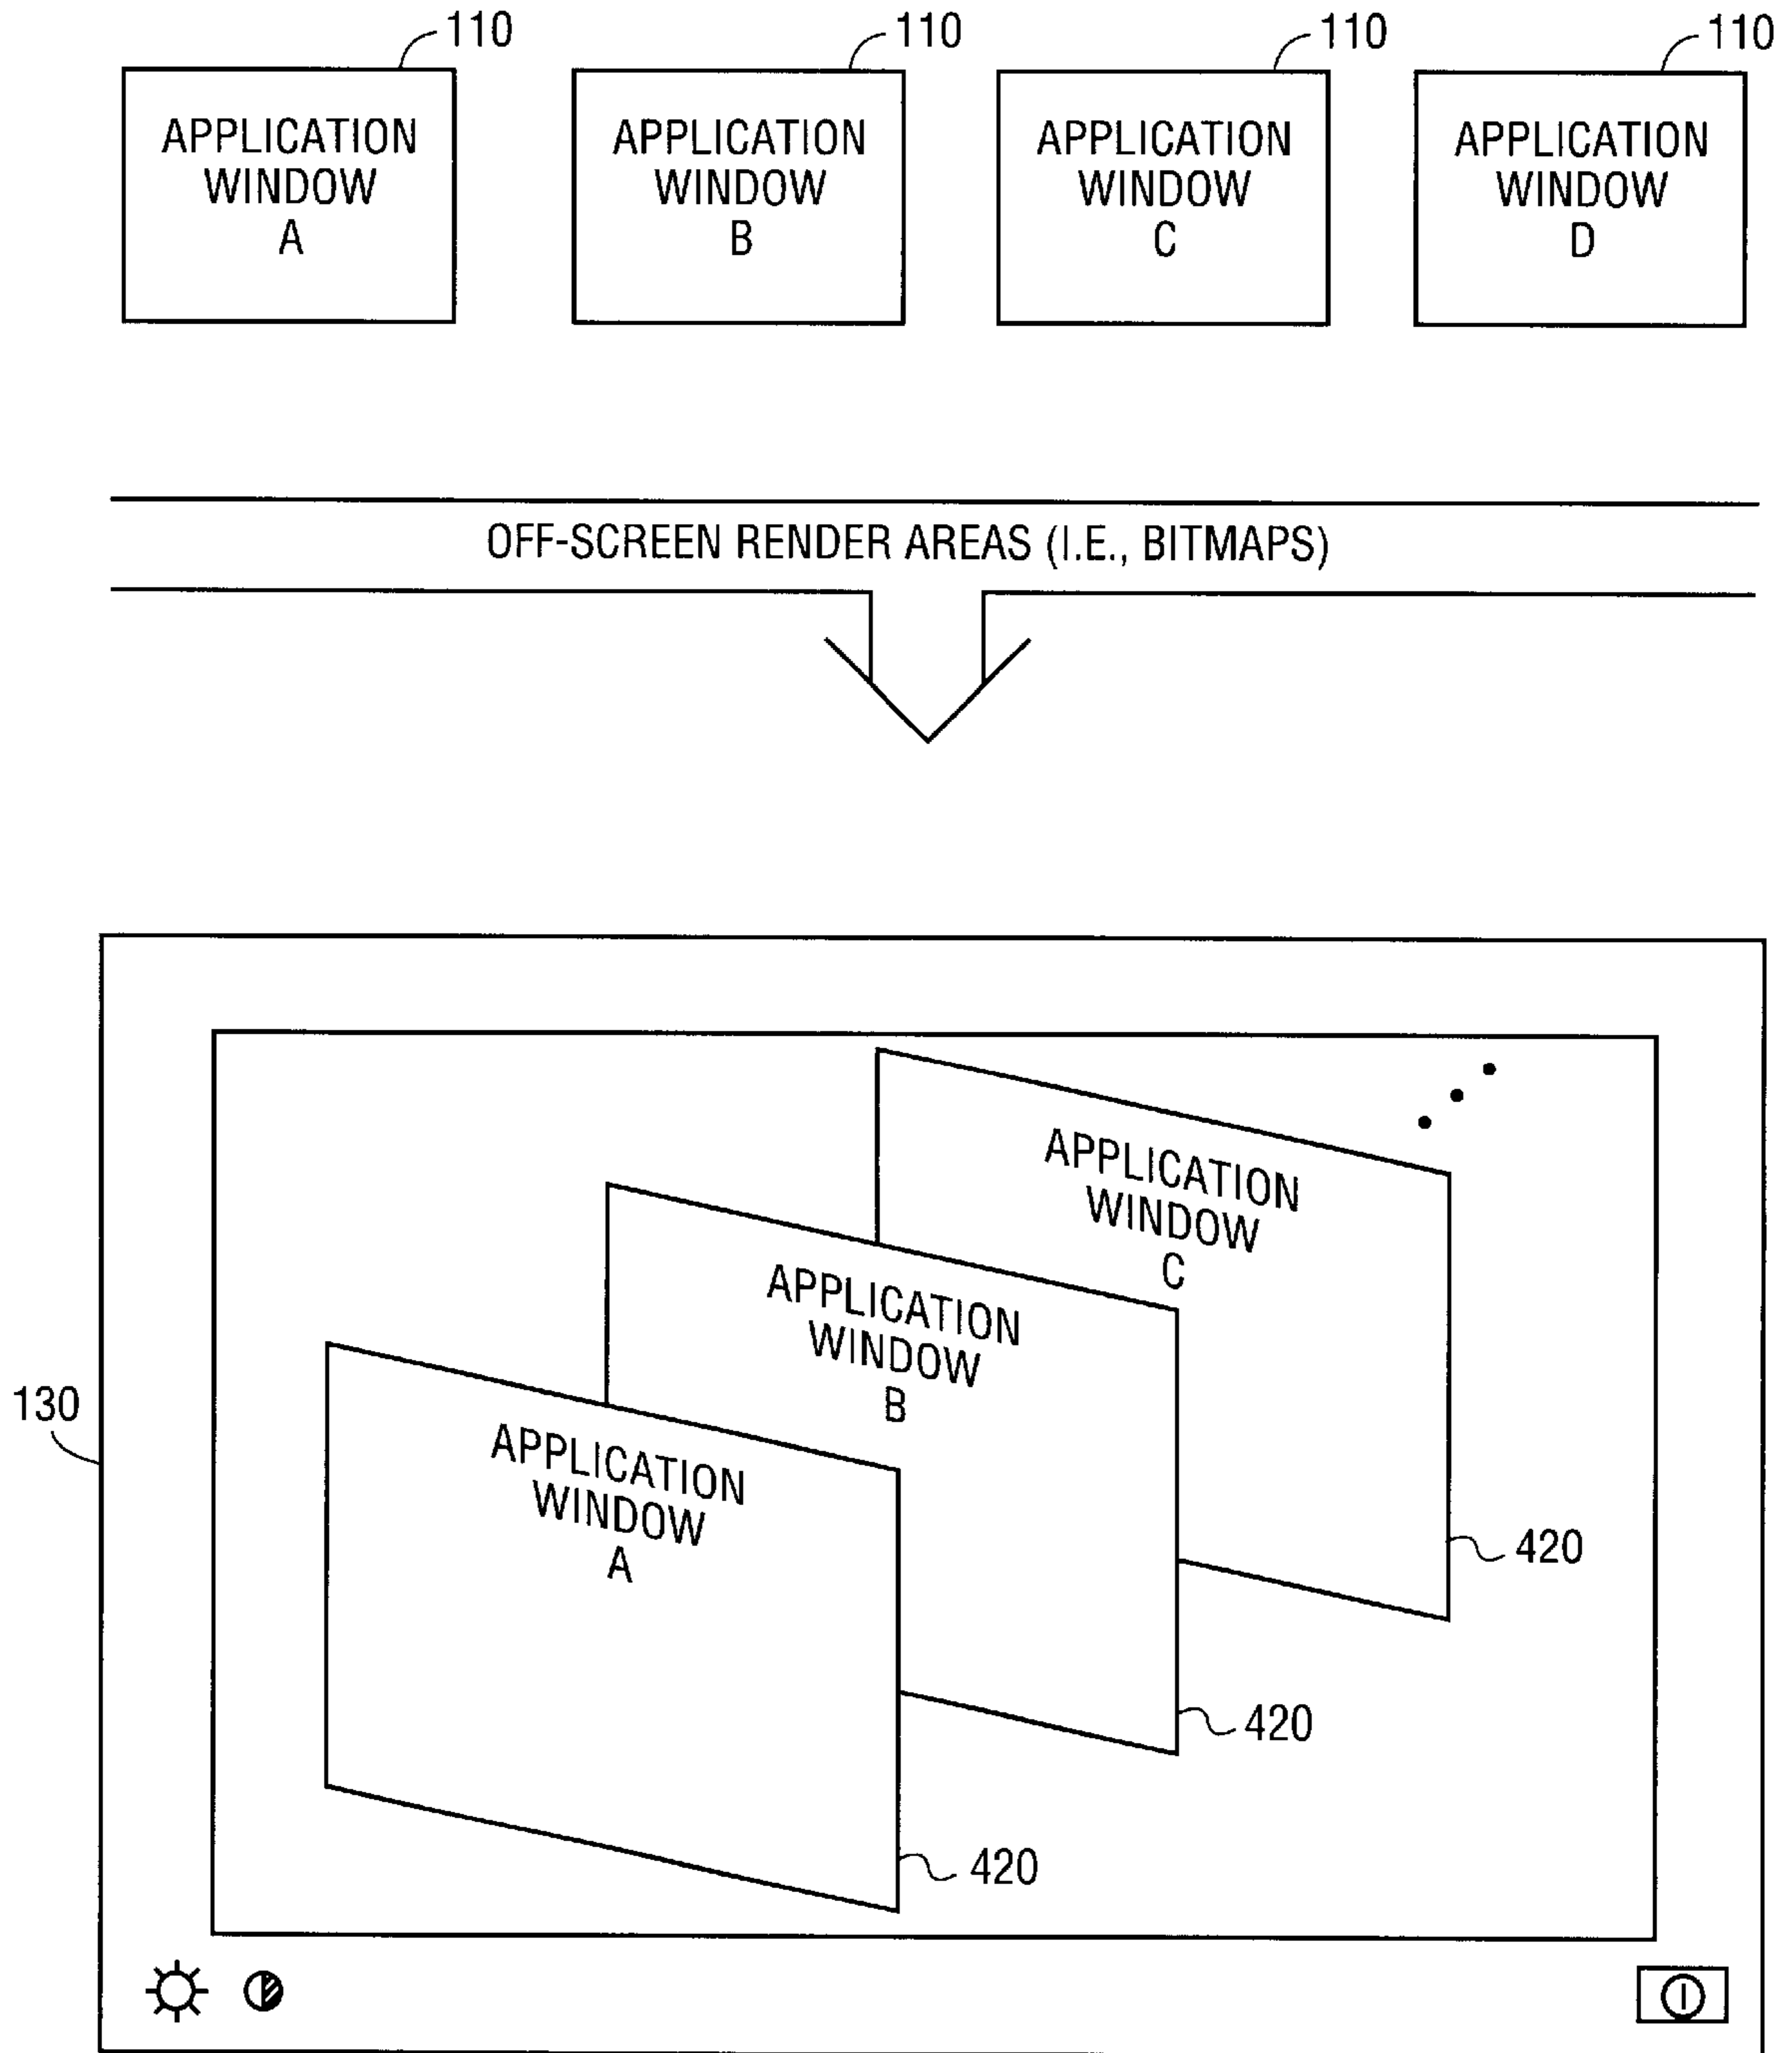 110
110
110
110
APPLICATION
WINDOW
A
APPLICATION
WINDOW
B
APPLICATION
WINDOW
C
APPLICATION
WINDOW
D
OFF-SCREEN RENDER AREAS (I.E., BITMAPS)
APPLICATION
WINDOW
C
APPLICATION
WINDOW
B
APPLICATION
WINDOW
A
130
420
420
420